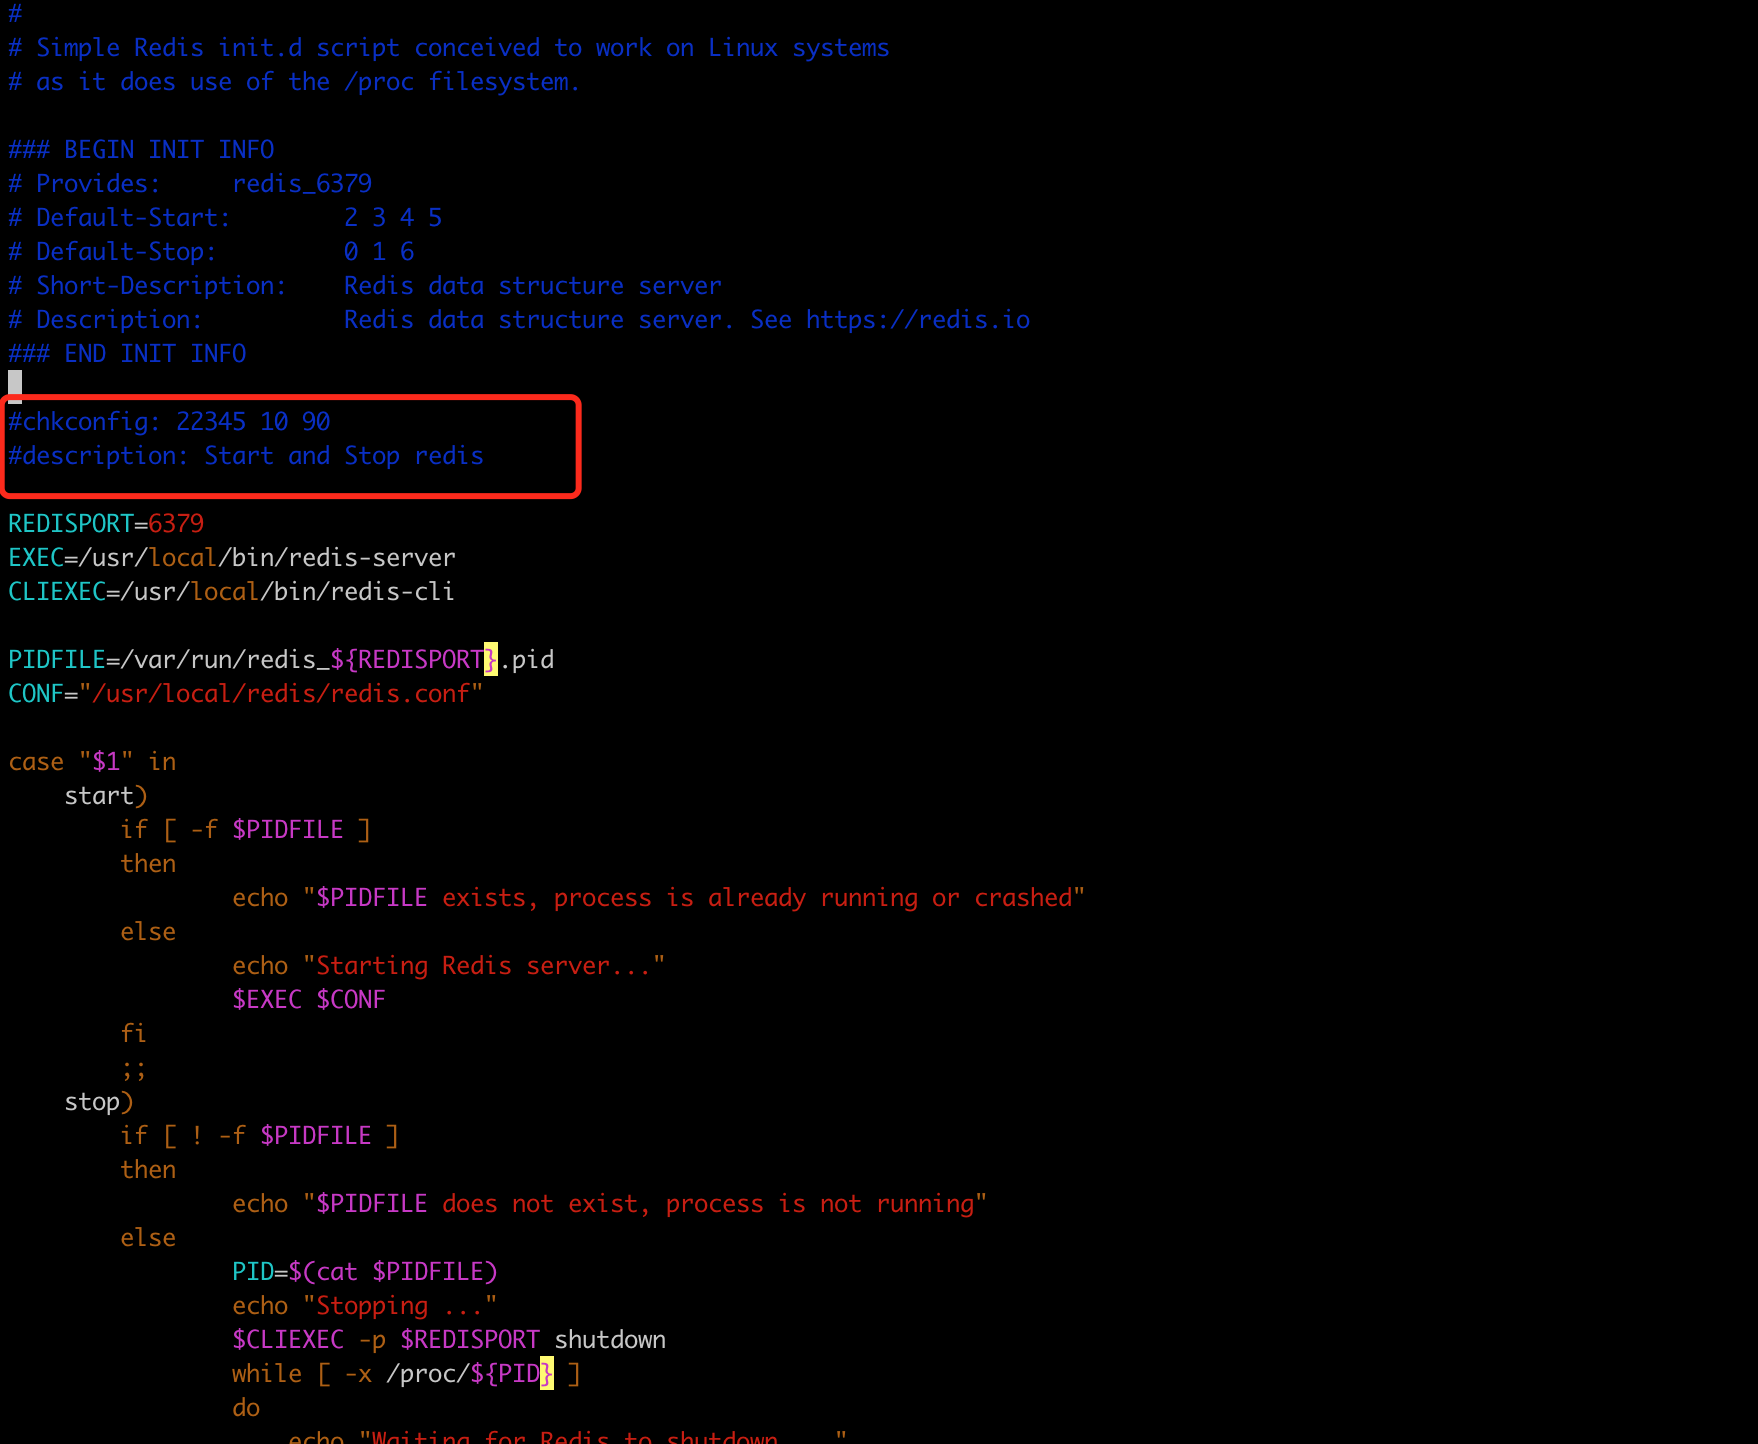 #
# Simple Redis init.d script conceived to work on Linux systems
# as it does use of the /proc filesystem.
### BEGIN INIT INFO
# Provides:     redis_6379
# Default-Start:        2 3 4 5
# Default-Stop:         0 1 6
# Short-Description:    Redis data structure server
# Description:          Redis data structure server. See https://redis.io
### END INIT INFO
#chkconfig: 22345 10 90
#description: Start and Stop redis
REDISPORT=6379
EXEC=/usr/local/bin/redis-server
CLIEXEC=/usr/local/bin/redis-cli
PIDFILE=/var/run/redis_${REDISPORT}.pid
CONF="/usr/local/redis/redis.conf"
case "$1" in
    start)
        if [ -f $PIDFILE ]
        then
                echo "$PIDFILE exists, process is already running or crashed"
        else
                echo "Starting Redis server..."
                $EXEC $CONF
        fi
        ;;
    stop)
        if [ ! -f $PIDFILE ]
        then
                echo "$PIDFILE does not exist, process is not running"
        else
                PID=$(cat $PIDFILE)
                echo "Stopping ..."
                $CLIEXEC -p $REDISPORT shutdown
                while [ -x /proc/${PID} ]
                do
                    echo "Waiting for Redis to shutdown ..."